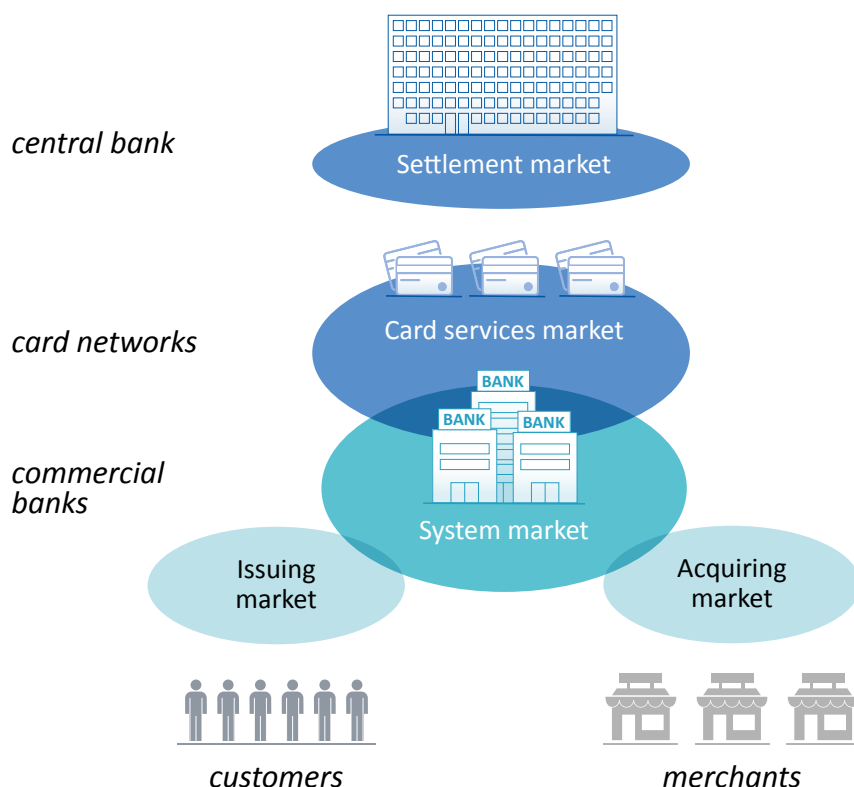 central bank
Settlement market
card networks
Card services market
BANK
BANK
BANK
commercial
banks
System market
Issuing
market
Acquiring
market
customers
merchants